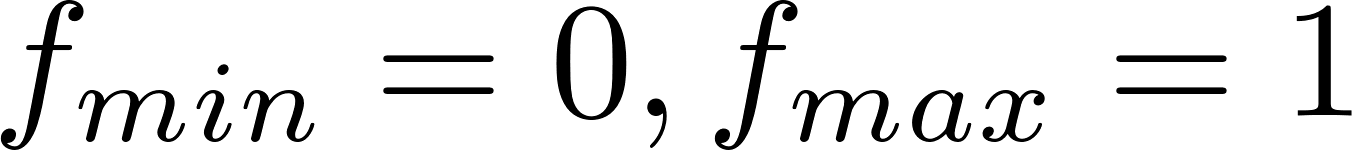 f_{min} = 0, f_{max} = 1